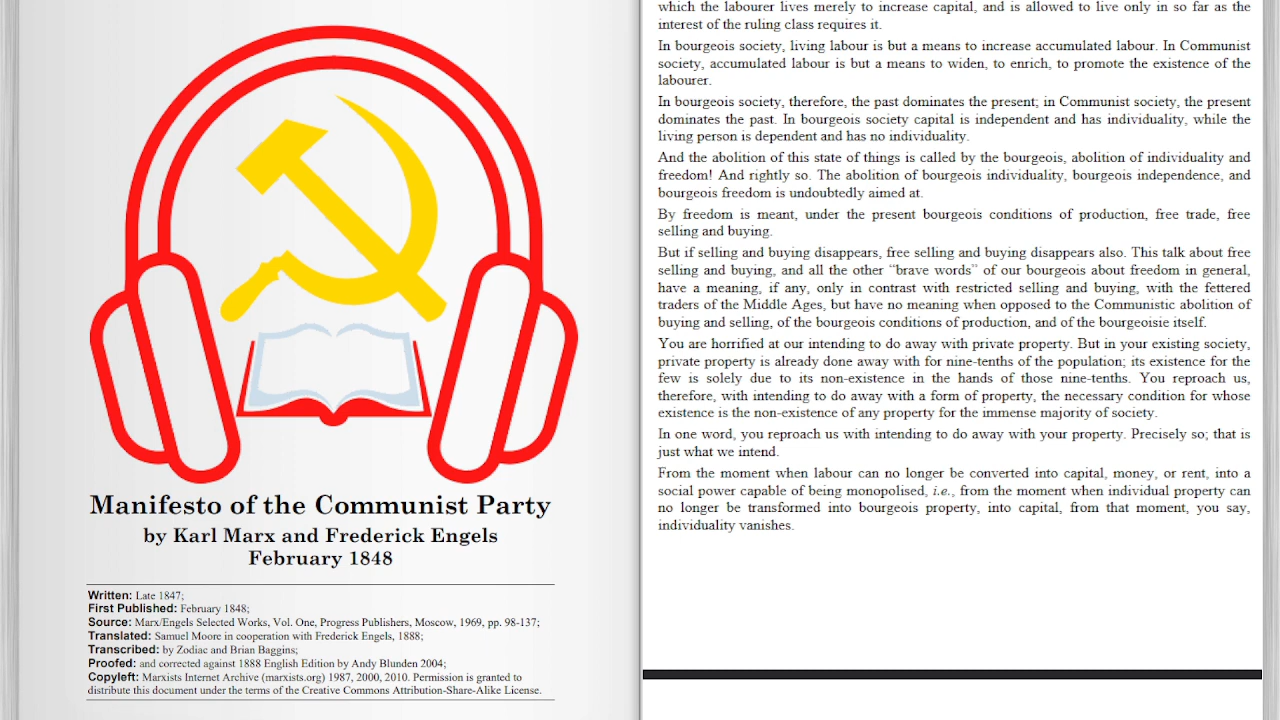 Manifesto of the Communist Party
by Karl Marx and Frederick Engels
February 1848
Written: Late 1847;
First Published: February 1848;
Source: Marx/Engels Selected Works, Vol. One, Progress Publishers, Moscow, 1969, pp. 98-137;
Translated: Samuel Moore in cooperation with Frederick Engels, 1888;
Transcribed: by Zodiac and Brian Baggins;
Proofed: and corrected against 1888 English Edition by Andy Blunden 2004;
Copyleft: Marxists Internet Archive (marxists.org) 1987, 2000, 2010. Permission is granted to
distribute this document under the terms of the Creative Commons Attribution-Share-Alike License.
which the labourer lives merely to increase capital, and is allowed to live only in so far as the
interest of the ruling class requires it.
In bourgeois society, living labour is but a means to increase accumulated labour. In Communist
society, accumulated labour is but a means to widen, to enrich, to promote the existence of the
labourer.
In bourgeois society, therefore, the past dominates the present; in Communist society, the present
dominates the past. In bourgeois society capital is independent and has individuality, while the
living person is dependent and has no individuality.
And the abolition of this state of things is called by the bourgeois, abolition of individuality and
freedom! And rightly so. The abolition of bourgeois individuality, bourgeois independence, and
bourgeois freedom is undoubtedly aimed at.
By freedom is meant, under the present bourgeois conditions of production, free trade, free
selling and buying.
But if selling and buying disappears, free selling and buying disappears also. This talk about free
selling and buying, and all the other “brave words” of our bourgeois about freedom in general,
have a meaning, if any, only in contrast with restricted selling and buying, with the fettered
traders of the Middle Ages, but have no meaning when opposed to the Communistic abolition of
buying and selling, of the bourgeois conditions of production, and of the bourgeoisie itself.
You are horrified at our intending to do away with private property. But in your existing society,
private property is already done away with for nine-tenths of the population; its existence for the
few is solely due to its non-existence in the hands of those nine-tenths. You reproach us,
therefore, with intending to do away with a form of property, the necessary condition for whose
existence is the non-existence of any property for the immense majority of society.
In one word, you reproach us with intending to do away with your property. Precisely so; that is
just what we intend.
From the moment when labour can no longer be converted into capital, money, or rent, into a
social power capable of being monopolised, i.e., from the moment when individual property can
no longer be transformed into bourgeois property, into capital, from that moment, you say,
individuality vanishes.